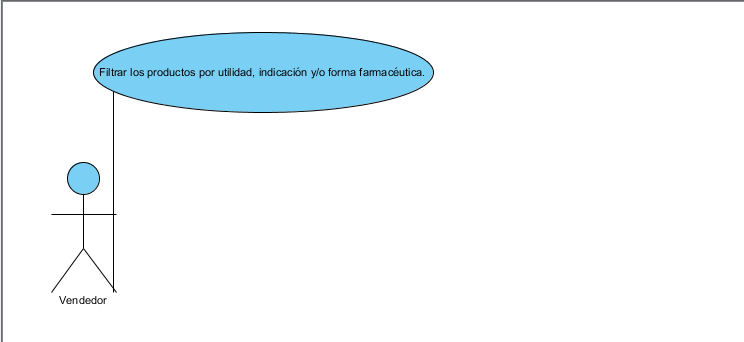 Filtrar los productos por utilidad, indicación y/o forma farmacéutica.
Vendedor